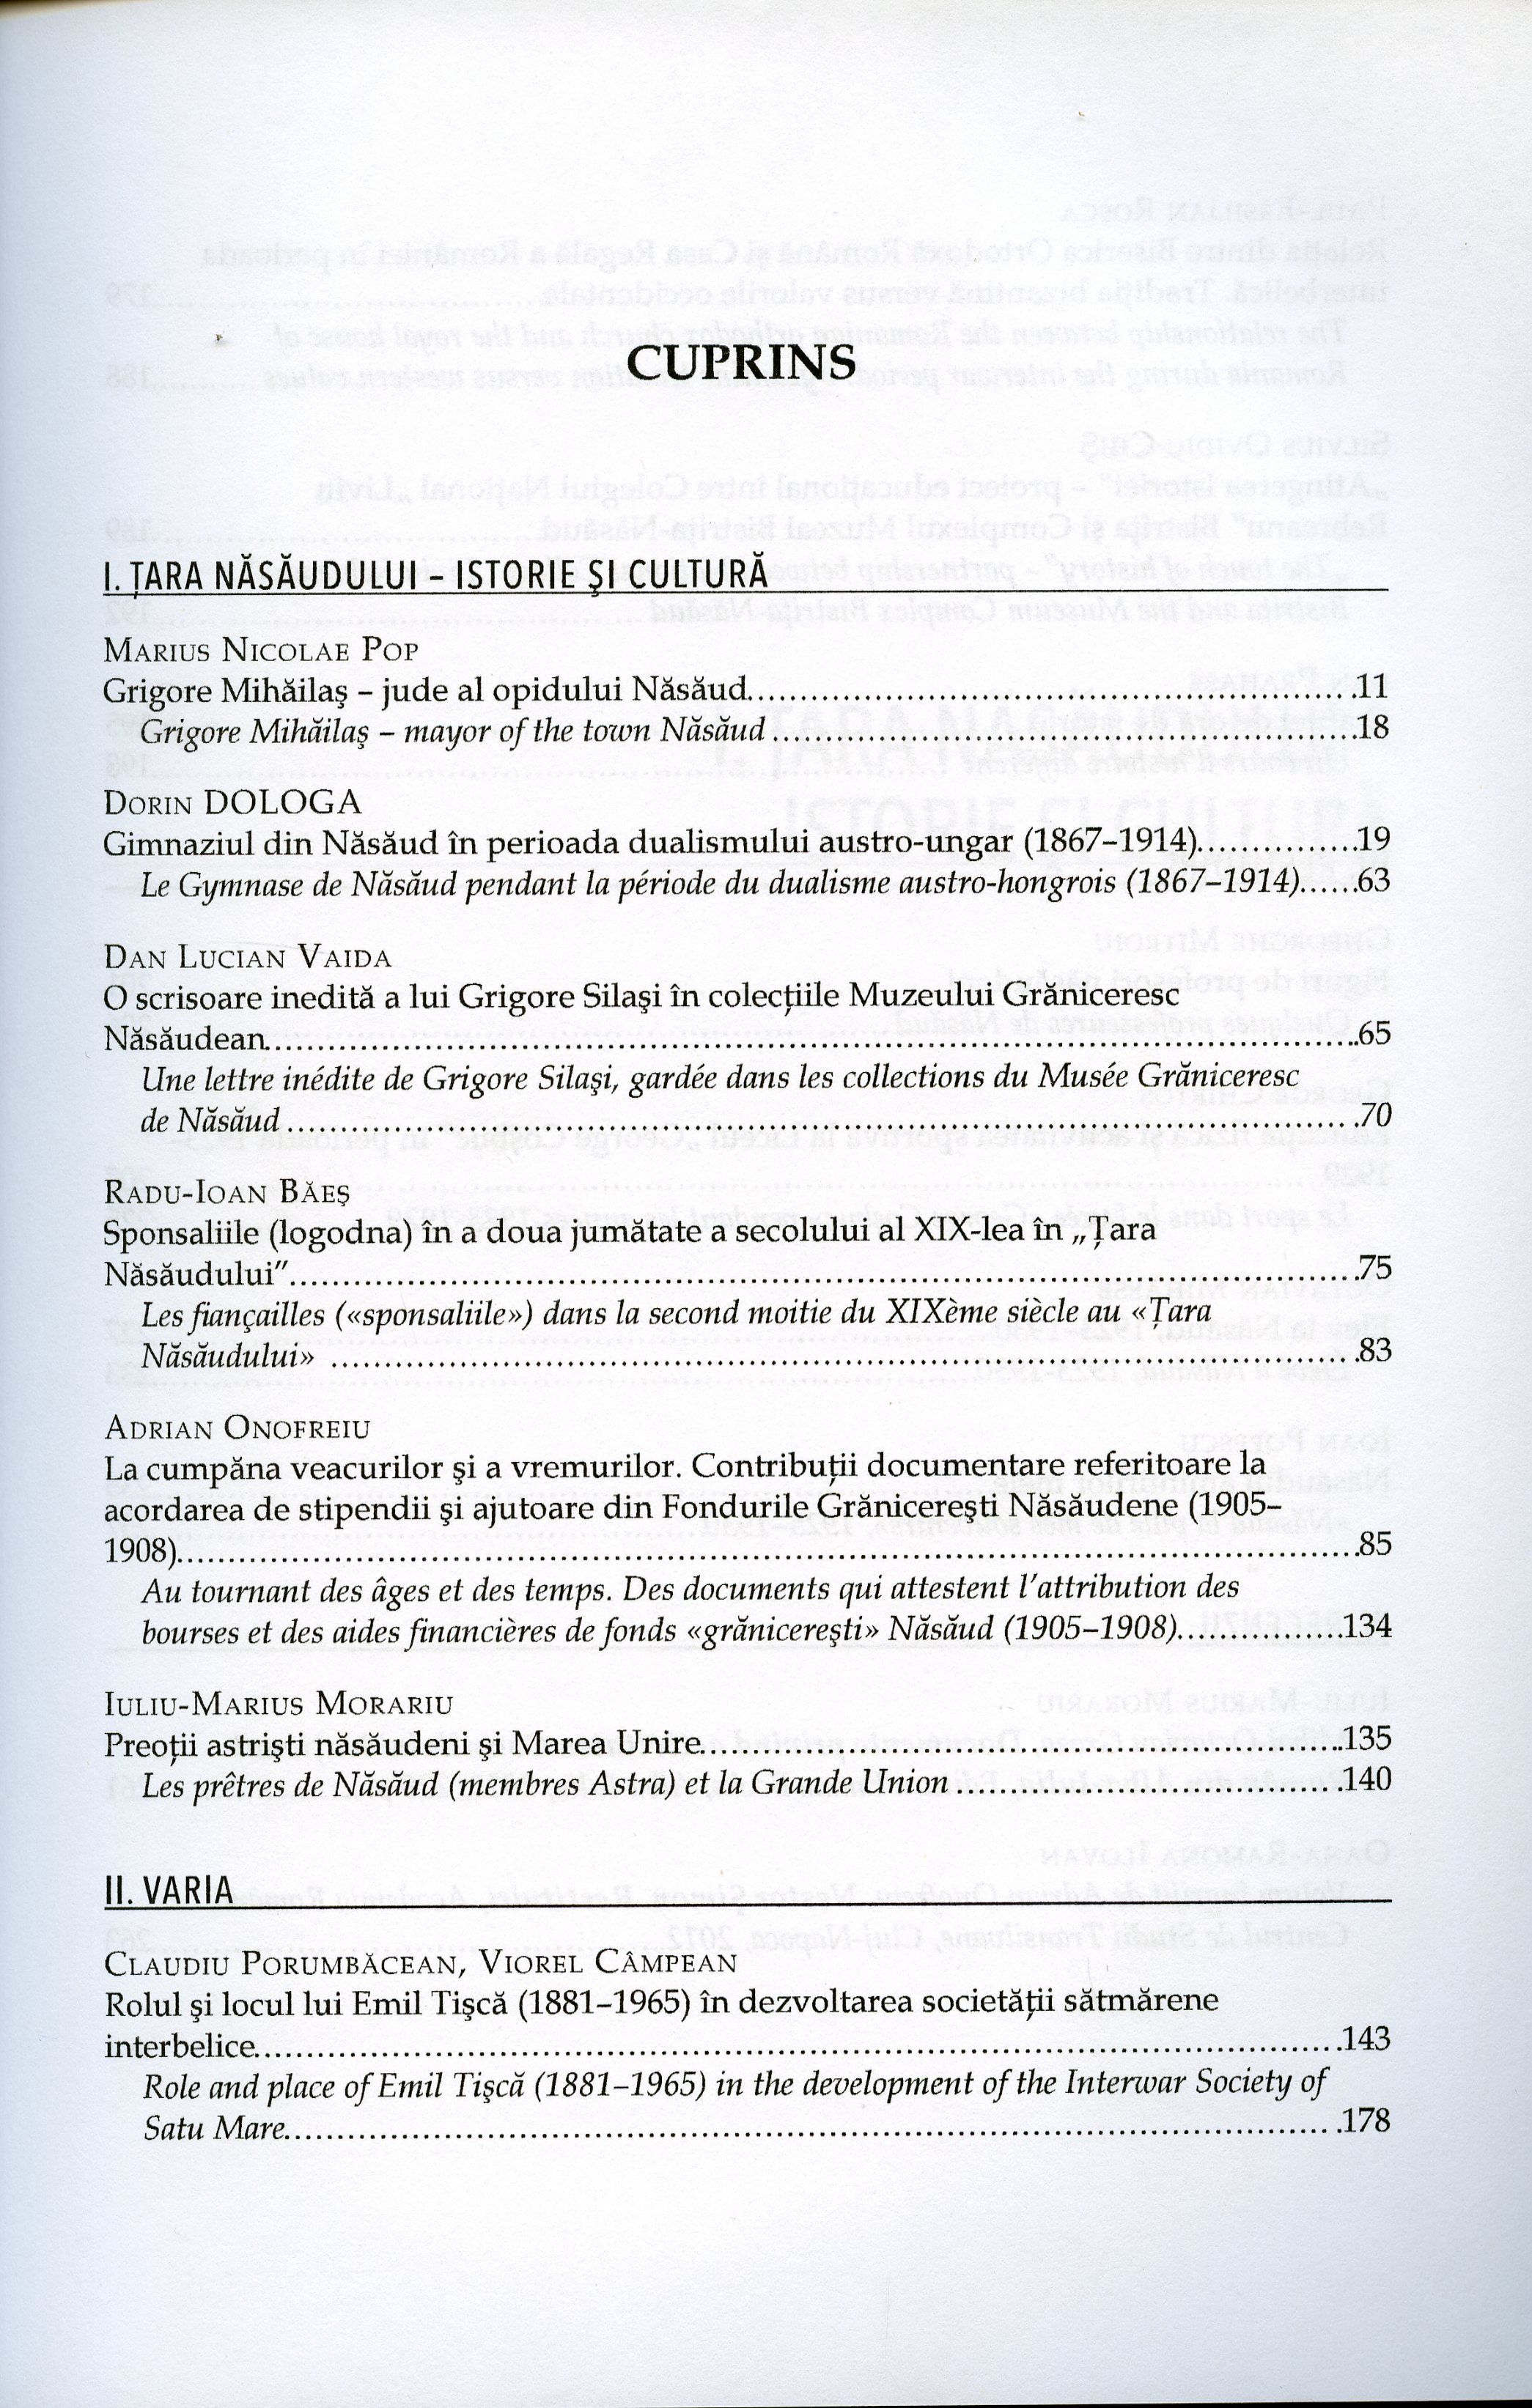 CUPRINS
I. ŢARA NĂSĂUDULUI – ISTORIE ŞI CULTURĂ
MARIUS NICOLAE POP
Grigore Mihăilaş – jude al opidului Năsăud.......................................................11
Grigore Mihăilaş – mayor of the town Năsăud.......................................................18
DORIN DOLOGA
Gimnaziul din Năsăud în perioada dualismului austro-ungar (1867–1914)...............19
Le Gymnase de Năsăud pendant la période du dualisme austro-hongrois (1867–1914)......63
DAN LUCIAN VAIDA
O scrisoare inedită a lui Grigore Silaşi în colecţiile Muzeului Grăniceresc
Năsăudean.......................................................65
Une lettre inédite de Grigore Silaşi, gardée dans les collections du Musée Grăniceresc
de Năsăud.......................................................70
RADU-IOAN BĂEŞ
Sponsaliile (logodna) în a doua jumătate a secolului al XIX-lea în „Ţara
Năsăudului”.......................................................75
Les fiançailles («sponsaliile») dans la second moitie du XIXème siècle au «Ţara
Năsăudului» .......................................................83
ADRIAN ONOFREIU
La cumpăna veacurilor şi a vremurilor. Contribuţii documentare referitoare la
acordarea de stipendii şi ajutoare din Fondurile Grănicereşti Năsăudene (1905–
1908).......................................................85
Au tournant des âges et des temps. Des documents qui attestent l'attribution des
bourses et des aides financières de fonds «grănicereşti» Năsăud (1905–1908)................134
IULIU-MARIUS MORARIU
Preoţii astrişti năsăudeni şi Marea Unire.......................................................135
Les prêtres de Năsăud (membres Astra) et la Grande Union ....................................140
II. VARIA
CLAUDIU PORUMBĂCEAN, VIOREL CÂMPEAN
Rolul şi locul lui Emil Tişcă (1881–1965) în dezvoltarea societăţii sătmărene
interbelice.......................................................143
Role and place of Emil Tişcă (1881–1965) in the development of the Interwar Society of
Satu Mare.......................................................178